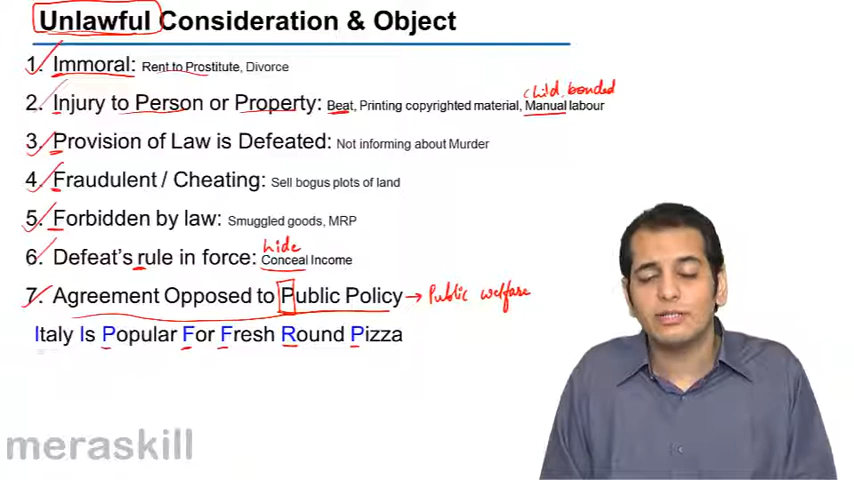 Unlawful Consideration & Object
1. Immoral: Rent to Prostitute, Divorce
child, bonded
2. Injury to Person or Property: Beat, Printing copyrighted material, Manual labour
3. Provision of Law is Defeated: Not informing about Murder
4. Fraudulent / Cheating: Sell bogus plots of land
5. Forbidden by law: Smuggled goods, MRP
hide
6. Defeat's rule in force: Conceal Income
7. Agreement Opposed to Public Policy → Public welfare
Italy Is Popular For Fresh Round Pizza
meraskill